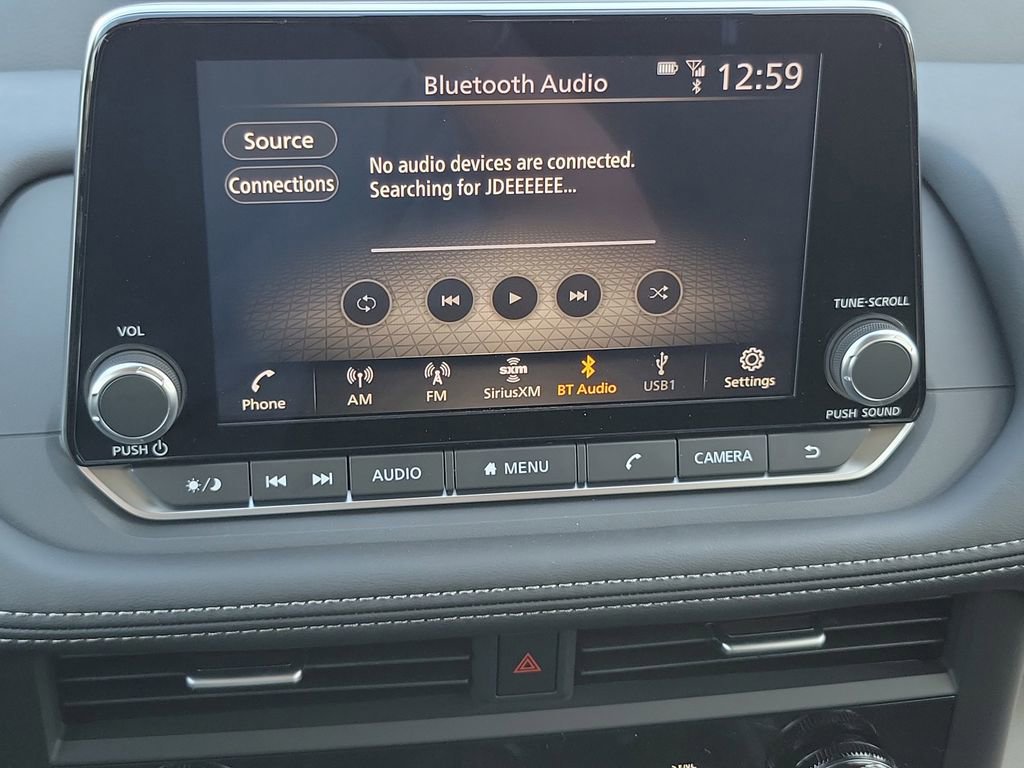 Bluetooth Audio
12:59
Source
No audio devices are connected.
Connections
Searching for JDEEEEEE...
TUNE·SCROLL
VOL
Phone
AM
FM
sxm
SiriusXM
BT Audio
USB1
Settings
PUSH
PUSH SOUND
AUDIO
MENU
CAMERA